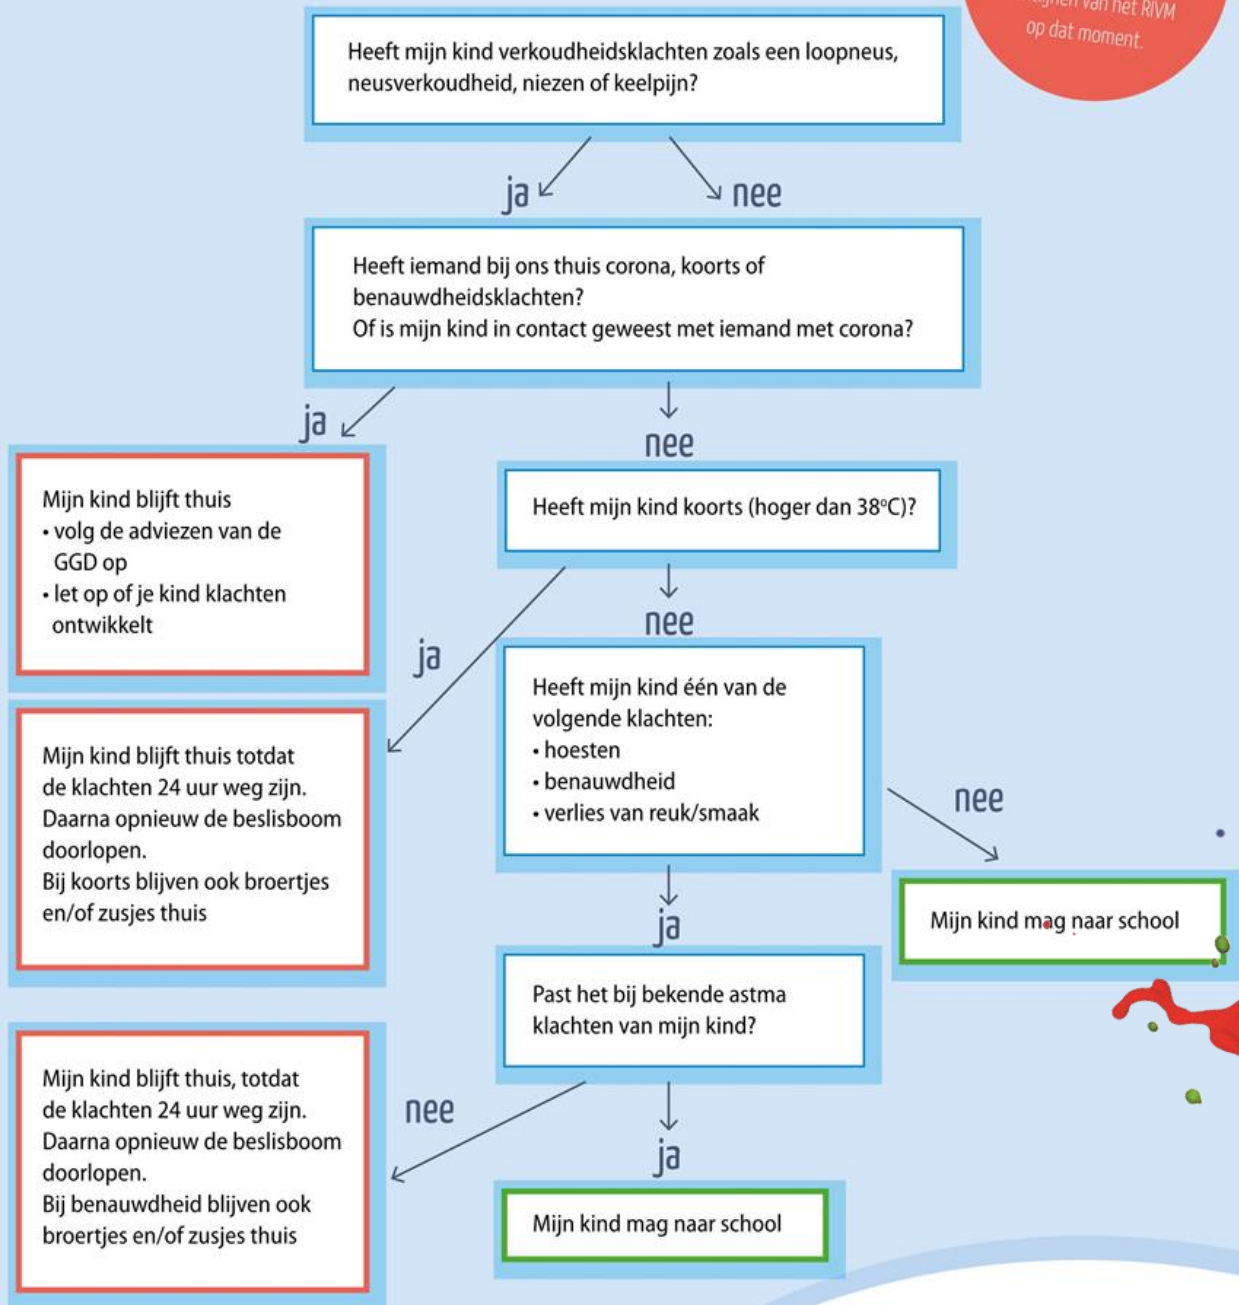 van het RIVM
op dat moment.
Heeft mijn kind verkoudheidsklachten zoals een loopneus,
neusverkoudheid, niezen of keelpijn?
ja
nee
Heeft iemand bij ons thuis corona, koorts of
benauwdheidsklachten?
Of is mijn kind in contact geweest met iemand met corona?
ja
nee
Mijn kind blijft thuis
• volg de adviezen van de
GGD op
• let op of je kind klachten
ontwikkelt
Heeft mijn kind koorts (hoger dan 38°C)?
ja
nee
Mijn kind blijft thuis totdat
de klachten 24 uur weg zijn.
Daarna opnieuw de beslisboom
doorlopen.
Bij koorts blijven ook broertjes
en/of zusjes thuis
Heeft mijn kind één van de
volgende klachten:
• hoesten
• benauwdheid
• verlies van reuk/smaak
nee
ja
Mijn kind mag naar school
Past het bij bekende astma
klachten van mijn kind?
nee
ja
Mijn kind blijft thuis, totdat
de klachten 24 uur weg zijn.
Daarna opnieuw de beslisboom
doorlopen.
Bij benauwdheid blijven ook
broertjes en/of zusjes thuis
Mijn kind mag naar school